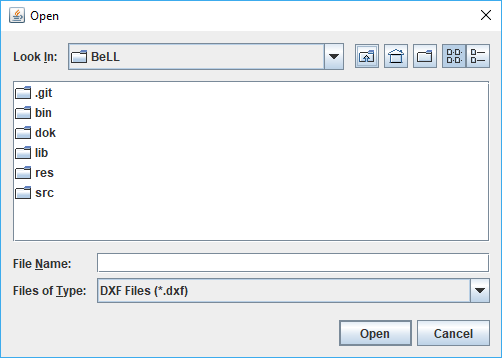 Open
Look In: BeLL
.git
bin
dok
lib
res
src
File Name:
Files of Type: DXF Files (*.dxf)
Open Cancel